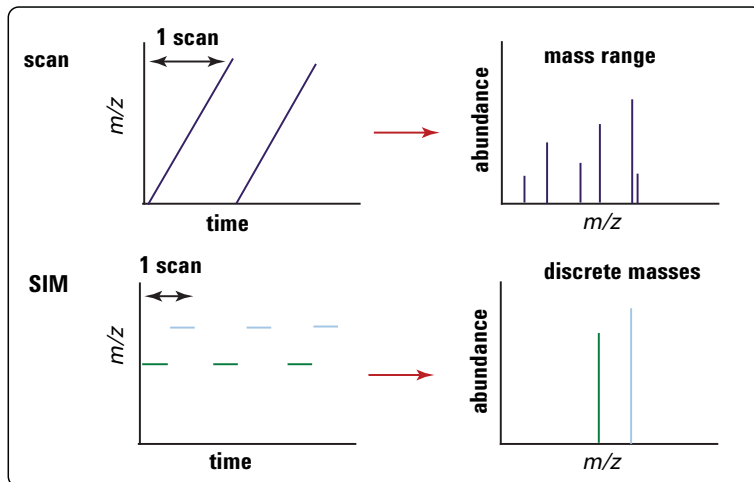 1 scan
scan
m/z
time
mass range
abundance
m/z
1 scan
SIM
m/z
time
discrete masses
abundance
m/z